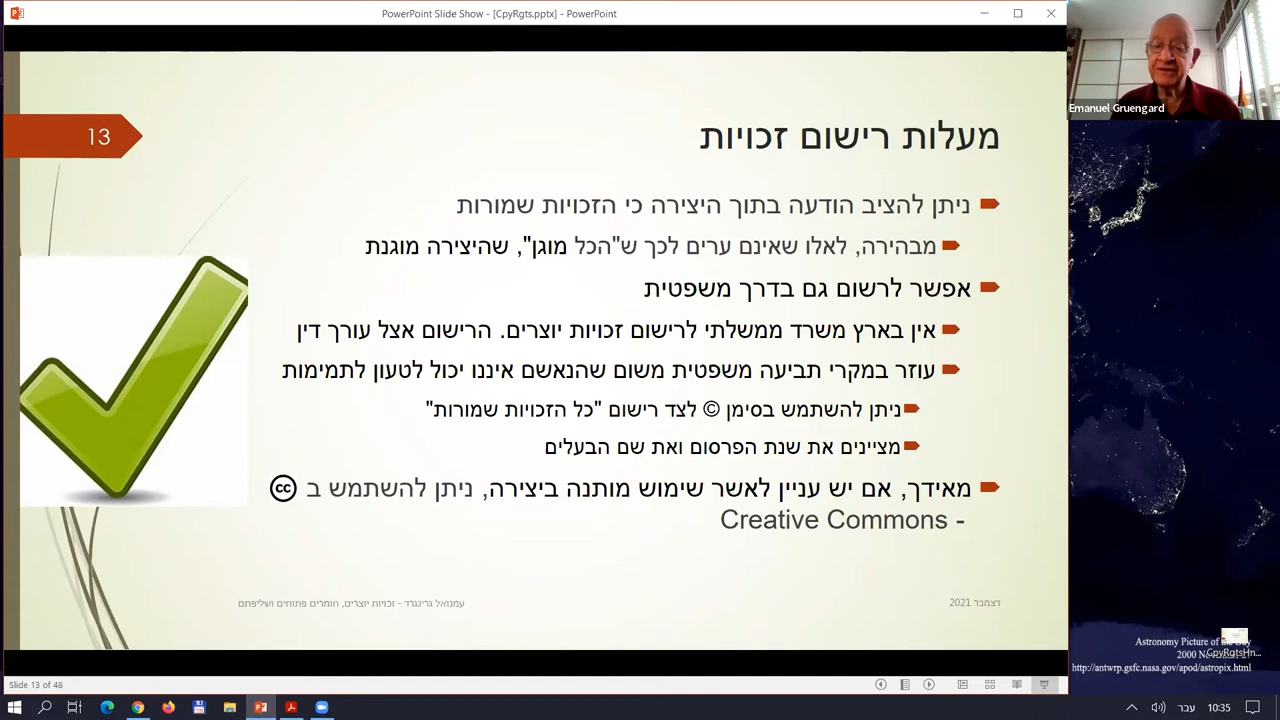 PowerPoint Slide Show - [CpyRgts.pptx] - PowerPoint
Emanuel Gruengard
13
מעלות רישום זכויות
ניתן להציב הודעה בתוך היצירה כי הזכויות שמורות
מבהירה, לאלו שאינם ערים לכך ש"הכל מוגן", שהיצירה מוגנת
אפשר לרשום גם בדרך משפטית
אין בארץ משרד ממשלתי לרישום זכויות יוצרים. הרישום אצל עורך דין
עוזר במקרי תביעה משפטית משום שהנאשם איננו יכול לטעון לתמימות
ניתן להשתמש בסימן © לצד רישום "כל הזכויות שמורות"
מציינים את שנת הפרסום ואת שם הבעלים
מאידך, אם יש עניין לאשר שימוש מותנה ביצירה, ניתן להשתמש ב cc
- Creative Commons
דצמבר 2021
עמנואל גרינגרד - זכויות יוצרים, חומרים פתוחים ושליפתם
Astronomy Picture of the Day
2000
CpyRgtsHn...
http://antwrp.gsfc.nasa.gov/apod/astropix.html
Slide 13 of 48
עבר
10:35